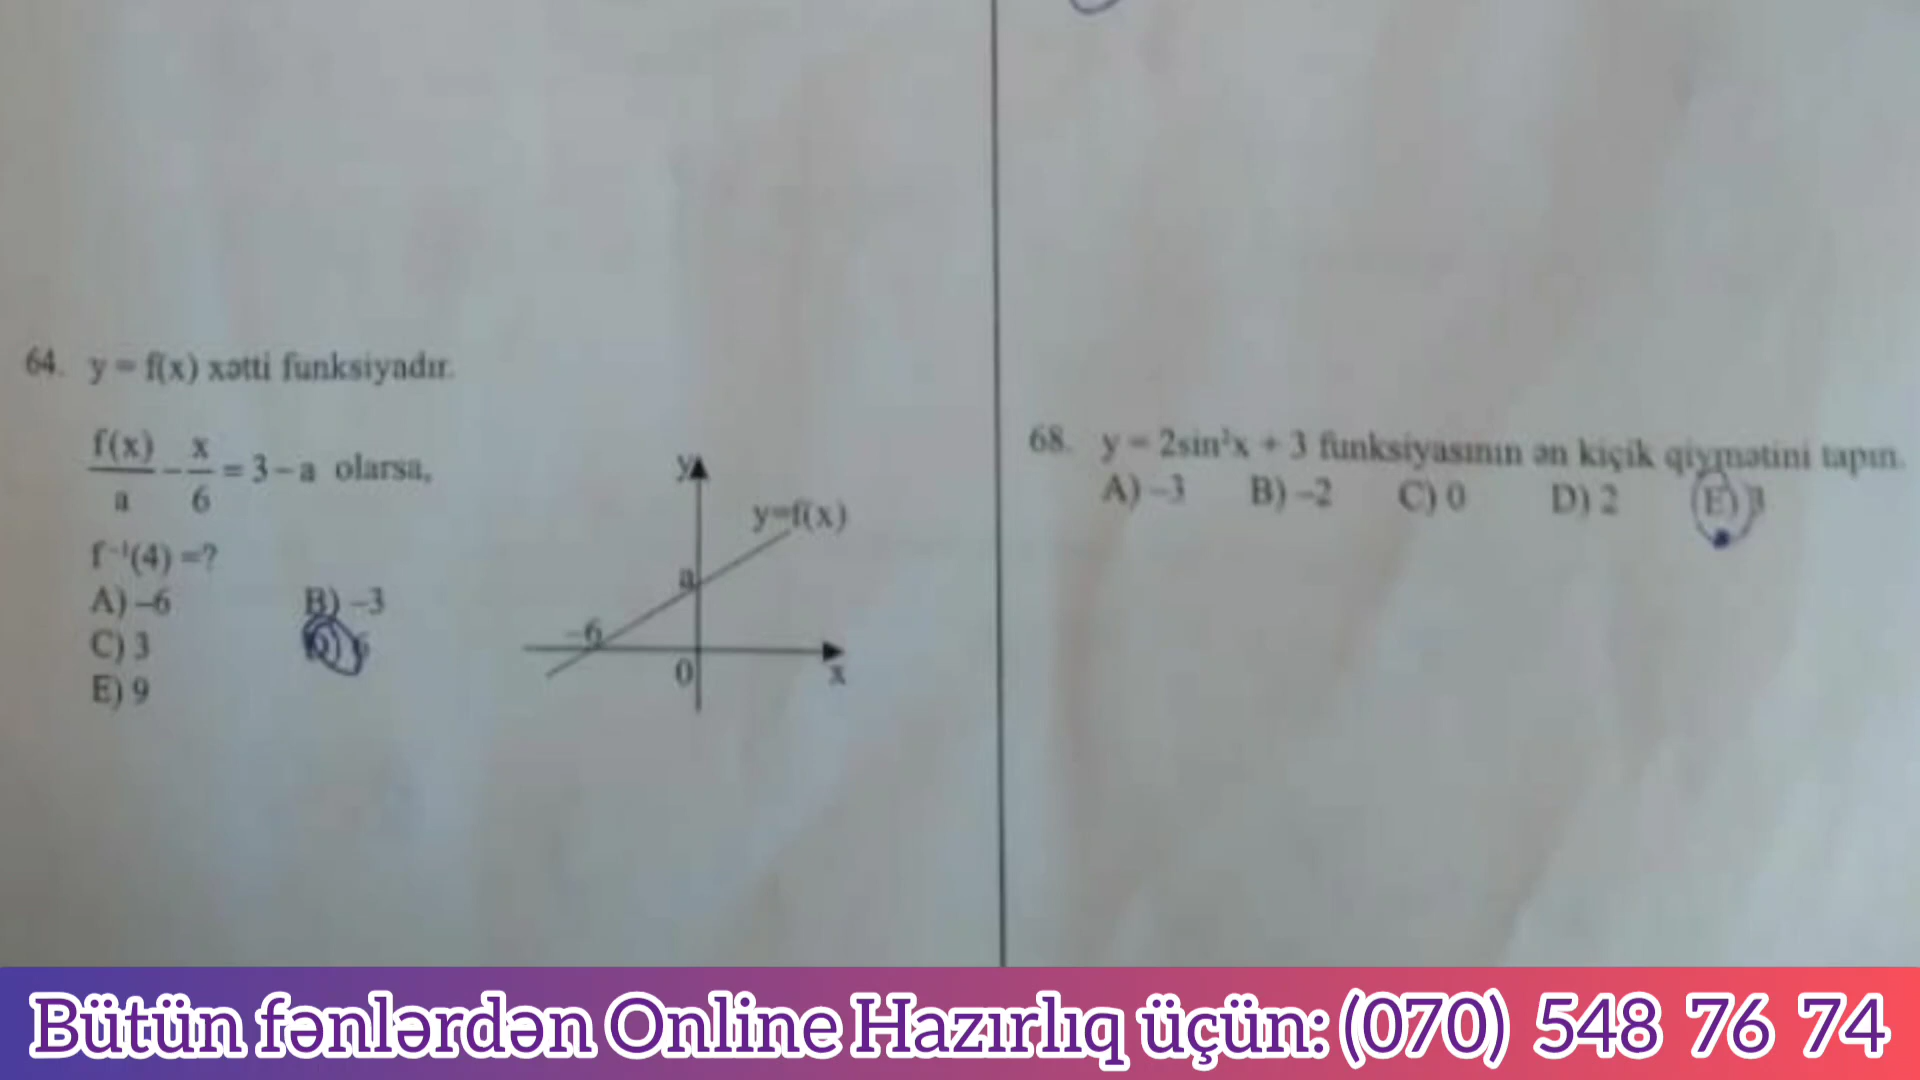 64. y = f(x) xətti funksiyadır.
f(x)/a – x/6 = 3 – a olarsa,
f⁻¹(4) =?
A) –6 B) –3
C) 3 D) 6
E) 9
y
y=f(x)
a
–6
0
x
68. y = 2sin²x + 3 funksiyasının ən kiçik qiymətini tapın.
A) –3 B) –2 C) 0 D) 2 E) 3
Bütün fənlərdən Online Hazırlıq üçün: (070) 548 76 74